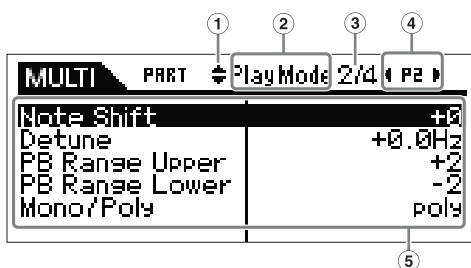 ① ② ③ ④
MULTI PART Play Mode 2/4 P2
Note Shift +0
Detune +0.0Hz
PB Range Upper +2
PB Range Lower -2
Mono/Poly poly
⑤